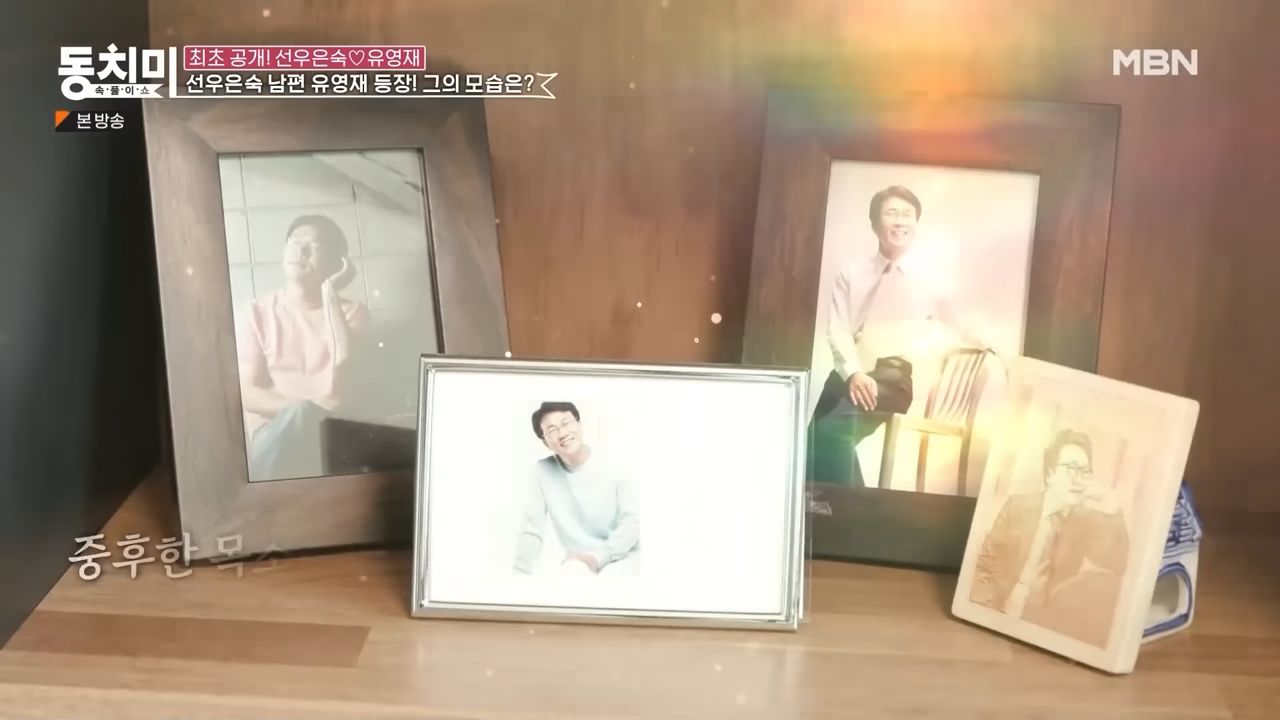 동치미
속·풀·이·쇼
최초 공개! 선우은숙♡유영재
선우은숙 남편 유영재 등장! 그의 모습은?
본방송
MBN
중후한 목소